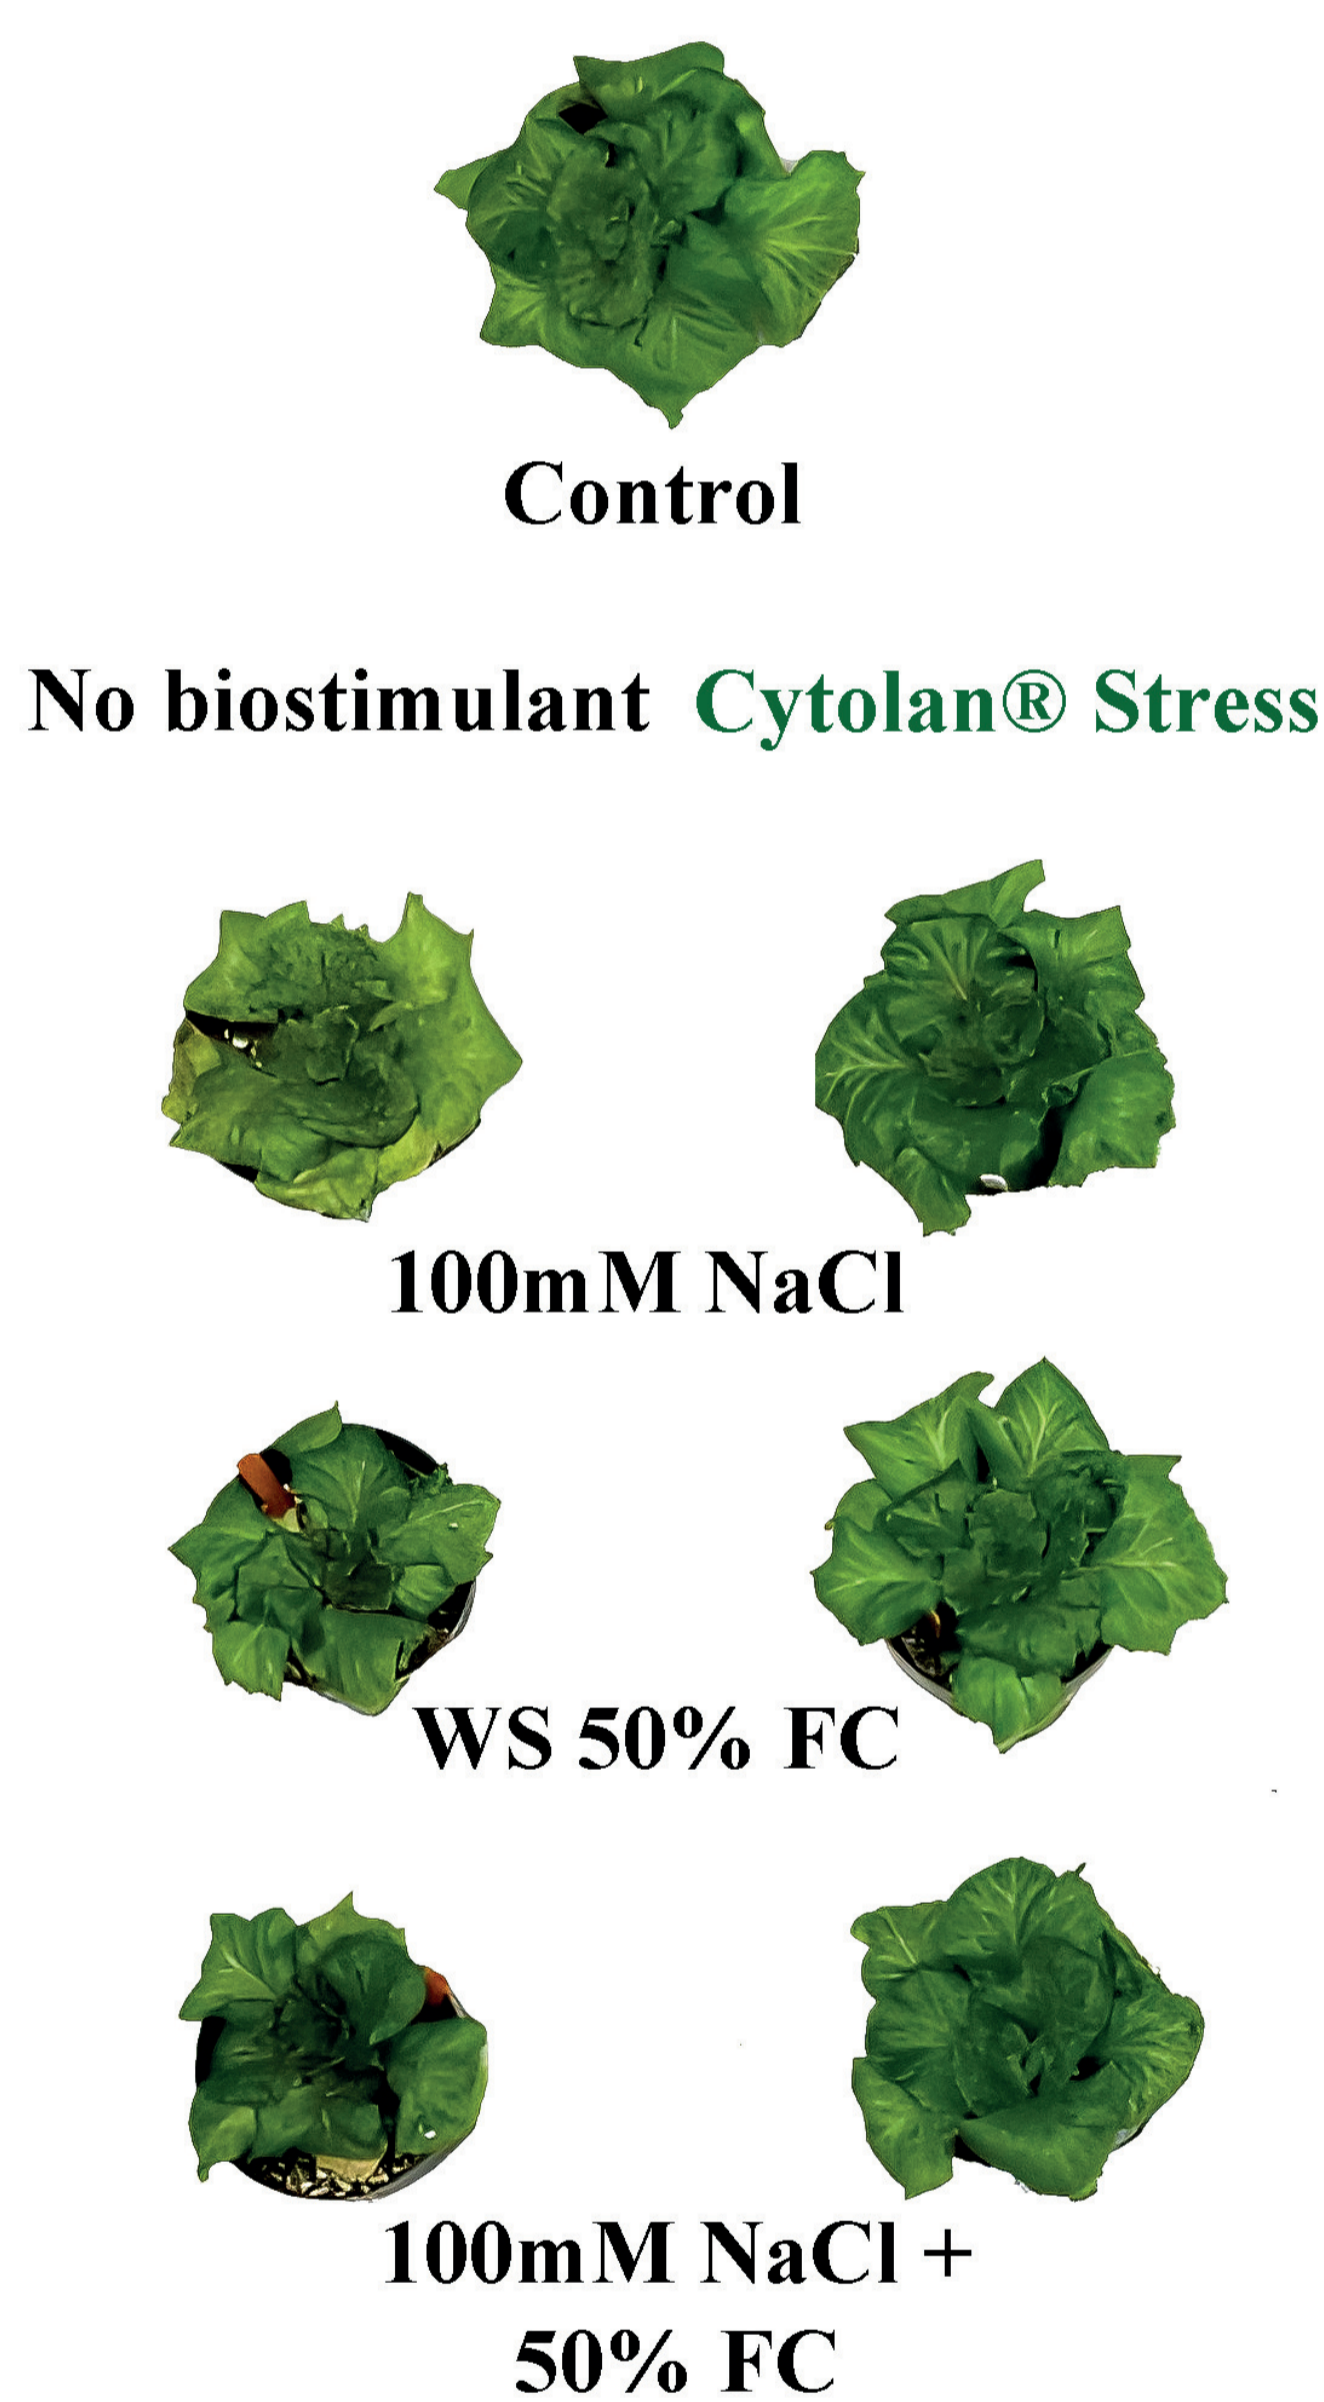 Control
No biostimulant Cytolan® Stress
100mM NaCl
WS 50% FC
100mM NaCl +
50% FC